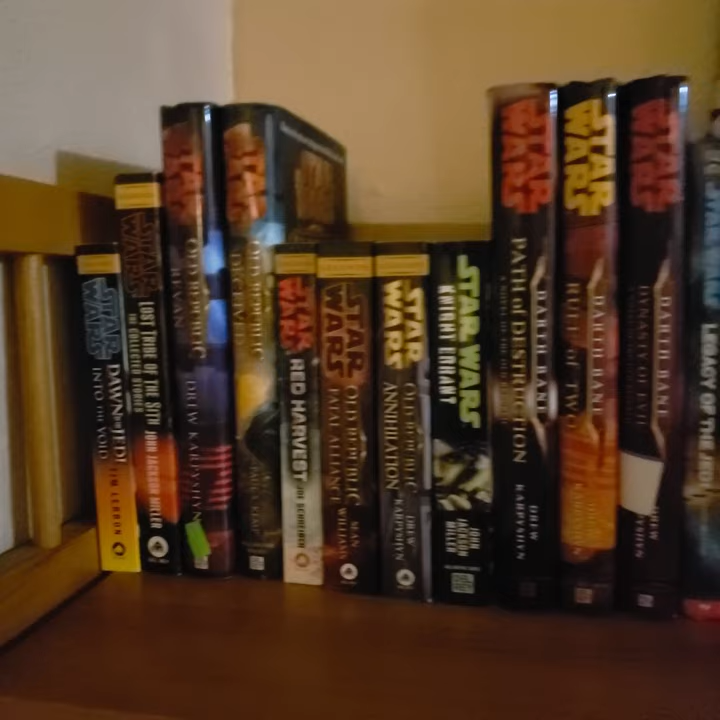 STAR WARS
DAWN of the JEDI
INTO the VOID
TIM LEBBON
STAR WARS
LOST TRIBE OF THE SITH
THE COLLECTED STORIES
JOHN JACKSON MILLER
STAR WARS
OLD REPUBLIC
REVAN
DREW KARPYSHYN
STAR WARS
OLD REPUBLIC
DECEIVED
STAR WARS
RED HARVEST
JOE SCHREIBER
STAR WARS
OLD REPUBLIC
FATAL ALLIANCE
SEAN
WILLIAMS
STAR WARS
OLD REPUBLIC
ANNIHILATION
DREW
KARPYSHYN
STAR WARS
KNIGHT ERRANT
JOHN
JACKSON
MILLER
STAR WARS
DARTH BANE
PATH of DESTRUCTION
DREW
KARPYSHYN
STAR WARS
DARTH BANE
RULE of TWO
STAR WARS
DARTH BANE
DYNASTY OF EVIL
DREW
LEGACY OF THE JEDI